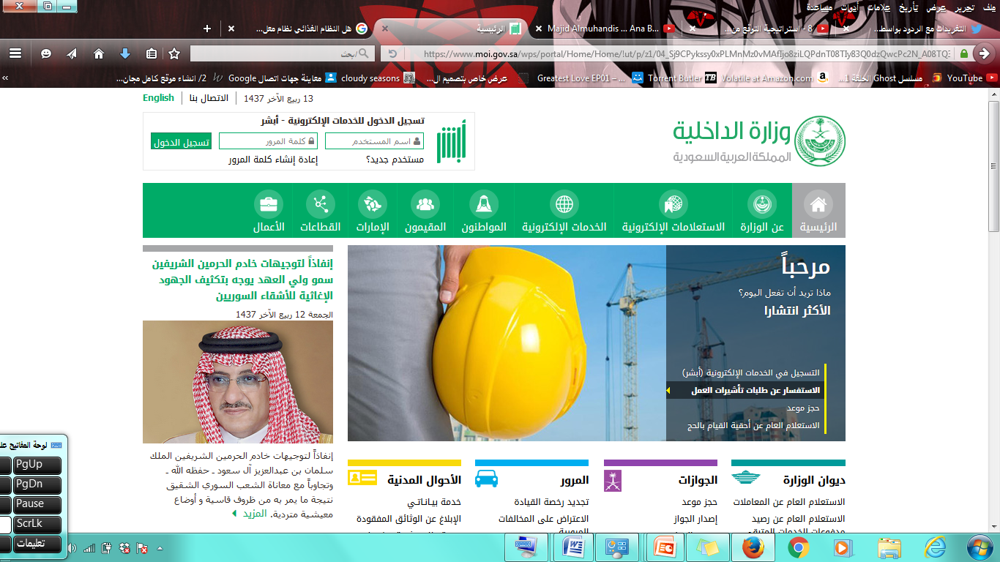 ملف تحرير عرض تأريخ علامات أدوات مساعدة
التغريدات مع الردود بواسط...
8 - استراتيجية التوقع عن...
Majid Almuhandis ... Ana B...
الرئيسية
هل النظام الغذائي نظام معل...
https://www.moi.gov.sa/wps/portal/Home/Home/
ابحث
YouTube
مسلسل Ghost الحلقة 1...
Volatile at Amazon.com
Torrent Butler
Greatest Love EP01 – ...
عرض خاص بتصميم ال...
cloudy seasons
معاينة جهات اتصال Google
2/ انشاء موقع كامل مجان...
13 ربيع الآخر 1437
الاتصال بنا
English
وزارة الداخلية
المملكة العربية السعودية
أبشر
تسجيل الدخول للخدمات الإلكترونية - أبشر
اسم المستخدم
كلمة المرور
تسجيل الدخول
مستخدم جديد؟
إعادة إنشاء كلمة المرور
الرئيسية
عن الوزارة
الاستعلامات الإلكترونية
الخدمات الإلكترونية
المواطنون
المقيمون
الإمارات
القطاعات
الأعمال
مرحباً
ماذا تريد أن تفعل اليوم؟
الأكثر انتشارا
التسجيل في الخدمات الإلكترونية (أبشر)
الاستفسار عن طلبات تأشيرات العمل
حجز موعد
الاستعلام العام عن أحقية القيام بالحج
إنفاذاً لتوجيهات خادم الحرمين الشريفين
سمو ولي العهد يوجه بتكثيف الجهود
الإغاثية للأشقاء السوريين
الجمعة 12 ربيع الآخر 1437
إنفاذاً لتوجيهات خادم الحرمين الشريفين الملك
سلمان بن عبدالعزيز آل سعود ـ حفظه الله ـ
وتجاوباً مع معاناة الشعب السوري الشقيق
نتيجة ما يمر به من ظروف قاسية و أوضاع
معيشية متردية. المزيد
ديوان الوزارة
الاستعلام العام عن المعاملات
الاستعلام العام عن رصيد
مدفوعات الخدمات المتبقي
الجوازات
حجز موعد
إصدار الجواز
المرور
تجديد رخصة القيادة
الاعتراض على المخالفات
المرورية
الأحوال المدنية
خدمة بياناتي
الإبلاغ عن الوثائق المفقودة
لوحة المفاتيح عل
PgUp
PgDn
Pause
ScrLk
تعليمات